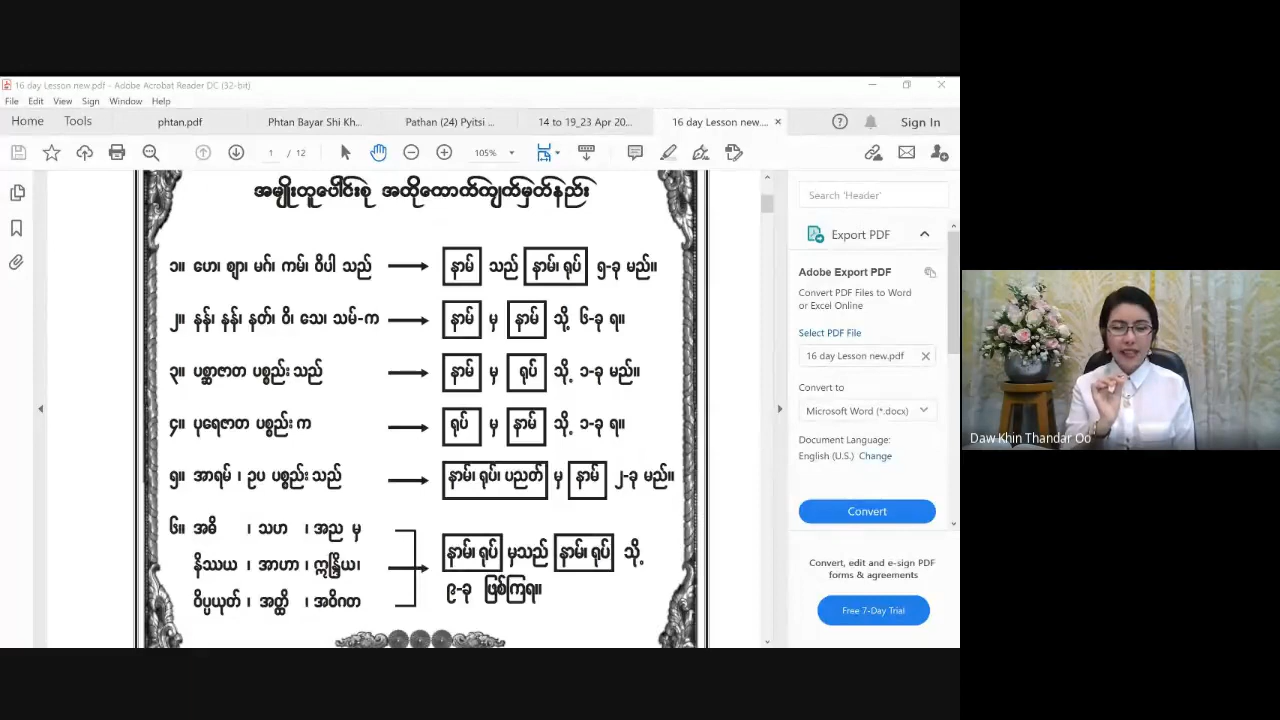 16 day Lesson new.pdf - Adobe Acrobat Reader DC (32-bit)
File Edit View Sign Window Help
Home Tools phtan.pdf Phtan Bayar Shi Kh... Pathan (24) Pyitsi ... 14 to 19_23 Apr 20... 16 day Lesson new.... Sign In
1 / 12 105%
အမျိုးတူပေါင်းစု အတိုကောက်ချက်မှတ်နည်း
၁။ ဟေ၊ ဈာ၊ မဂ်၊ ကမ်၊ ဝိပါ သည် နာမ် သည် နာမ်၊ ရုပ် ၅-ခု မည်။
၂။ နန်၊ နန်၊ နတ်၊ ဝိ၊ သေ၊ သမ်-က နာမ် မှ နာမ် သို့ ၆-ခု ရ။
၃။ ပစ္ဆာဇာတ ပစ္စည်း သည် နာမ် မှ ရုပ် သို့ ၁-ခု မည်။
၄။ ပုရေဇာတ ပစ္စည်း က ရုပ် မှ နာမ် သို့ ၁-ခု ရ။
၅။ အာရမ် ၊ ဥပ ပစ္စည်း သည် နာမ်၊ ရုပ်၊ ပညတ် မှ နာမ် ၂-ခု မည်။
၆။ အဓိ ၊ သဟ ၊ အည မှ
နိဿယ ၊ အာဟာ ၊ ဣန္ဒြိယ၊ နာမ်၊ ရုပ် မှသည် နာမ်၊ ရုပ် သို့
ဝိပ္ပယုတ် ၊ အတ္ထိ ၊ အဝိဂတ ၉-ခု ဖြစ်ကြရ။
Search 'Header'
Export PDF
Adobe Export PDF
Convert PDF Files to Word
or Excel Online
Select PDF File
16 day Lesson new.pdf
Convert to
Microsoft Word (*.docx)
Document Language:
English (U.S.) Change
Convert
Convert, edit and e-sign PDF
forms & agreements
Free 7-Day Trial
Daw Khin Thandar Oo